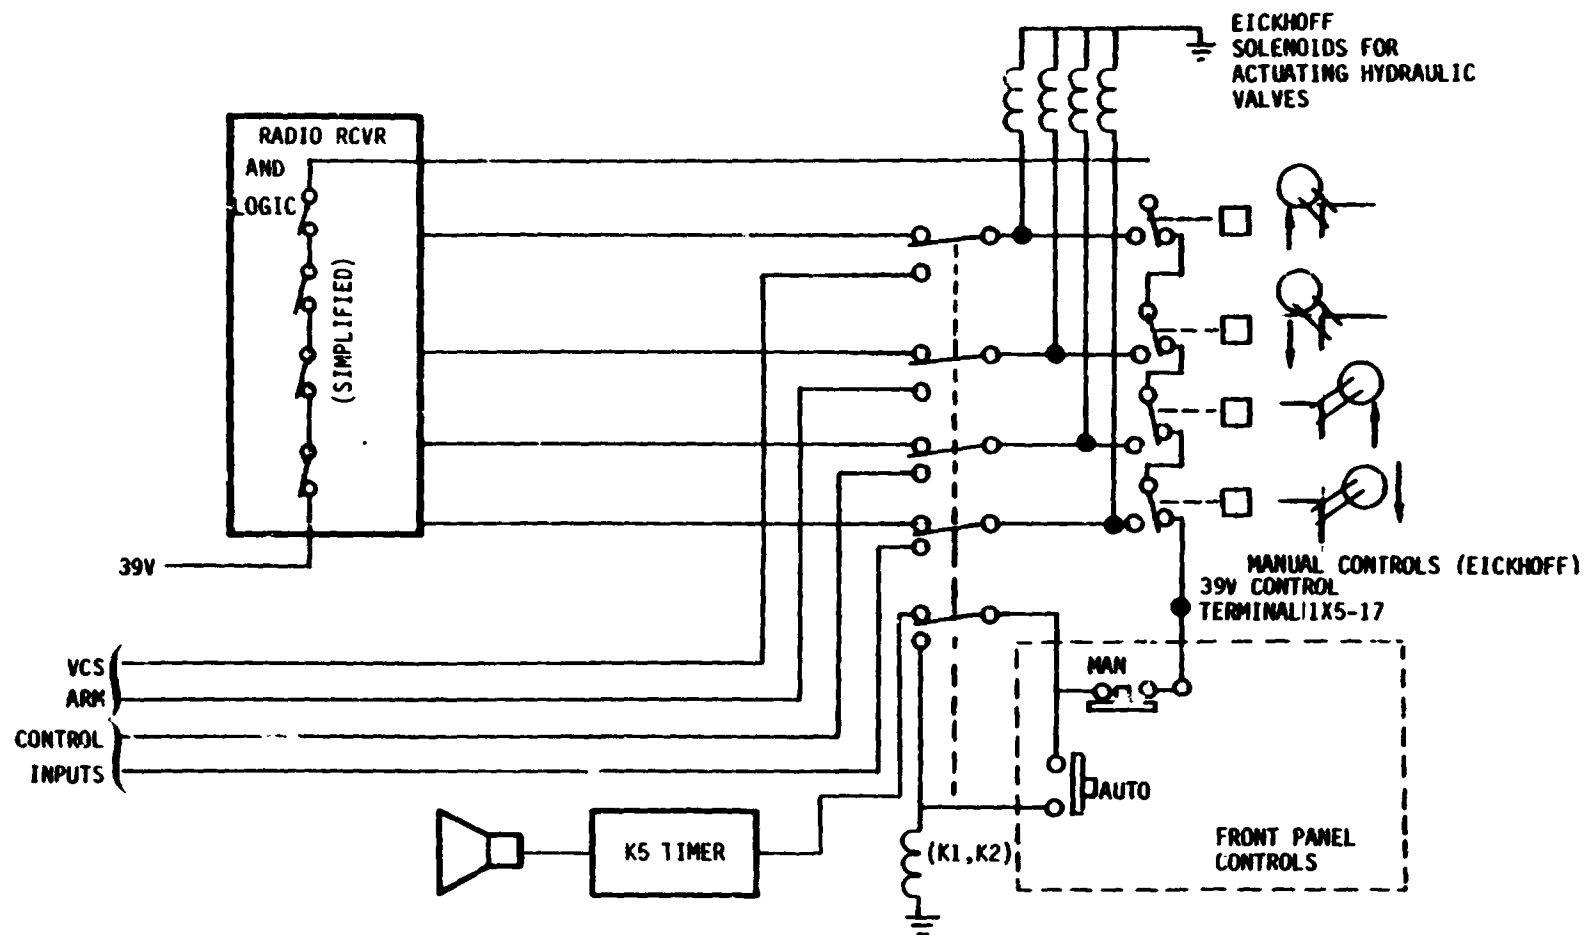 EICKHOFF
SOLENOIDS FOR
ACTUATING HYDRAULIC
VALVES
RADIO RCVR
AND
LOGIC
(SIMPLIFIED)
39V
MANUAL CONTROLS (EICKHOFF)
39V CONTROL
TERMINAL 1X5-17
VCS
ARM
CONTROL
INPUTS
MAN
AUTO
K5 TIMER
(K1,K2)
FRONT PANEL
CONTROLS